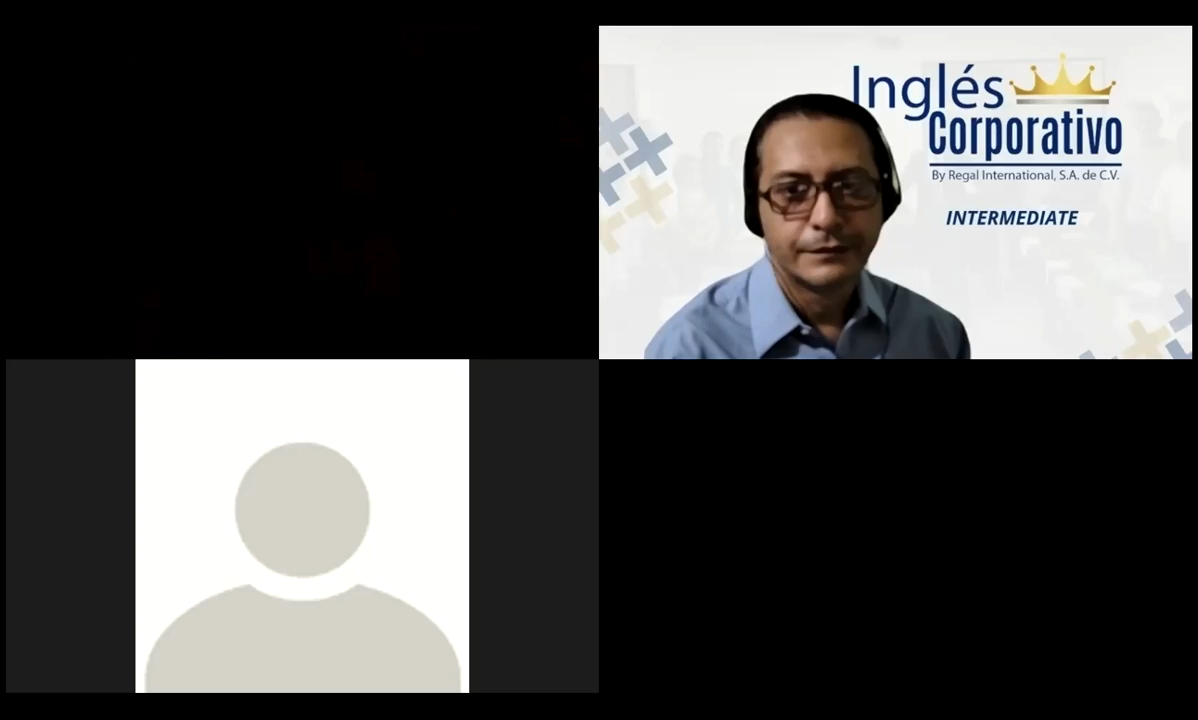 Inglés
Corporativo
By Regal International, S.A. de C.V.
INTERMEDIATE